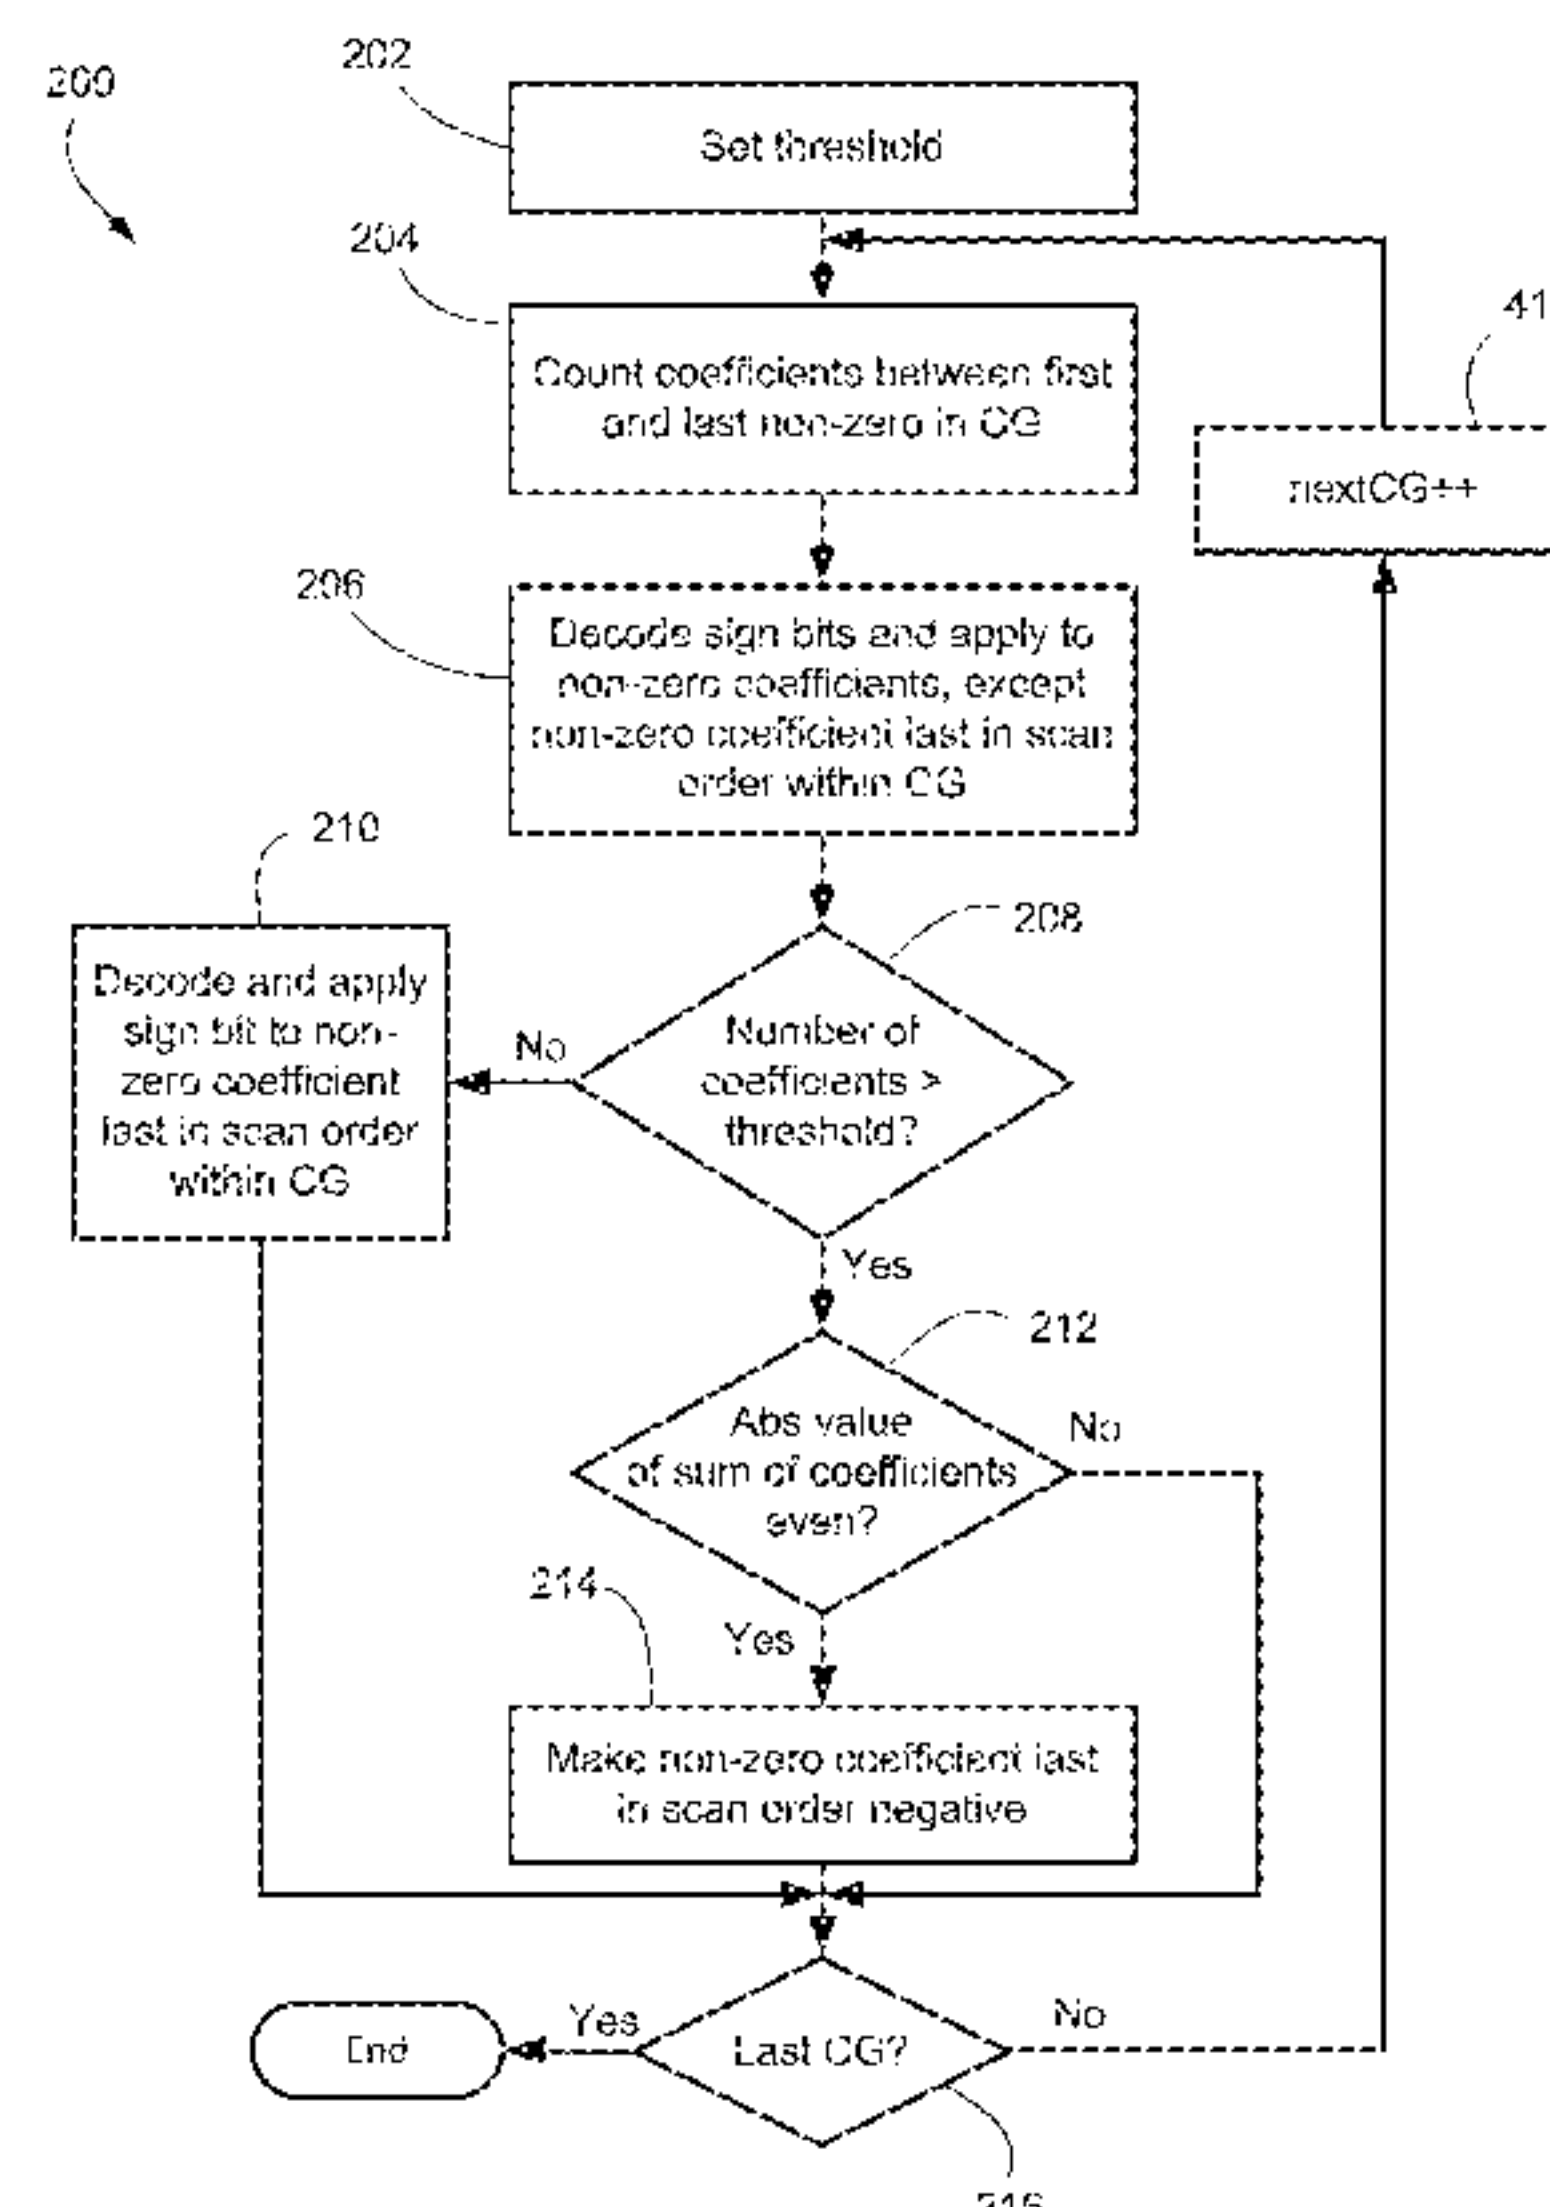 200
202
Set threshold
204
41
Count coefficients between first
and last non-zero in CG
nextCG++
206
Decode sign bits and apply to
non-zero coefficients, except
non-zero coefficient last in scan
order within CG
210
208
Decode and apply
sign bit to non-
zero coefficient
last in scan order
within CG
No
Number of
coefficients >
threshold?
Yes
212
Abs value
of sum of coefficients
even?
No
214
Yes
Make non-zero coefficient last
in scan order negative
End
Yes
Last CG?
No
216